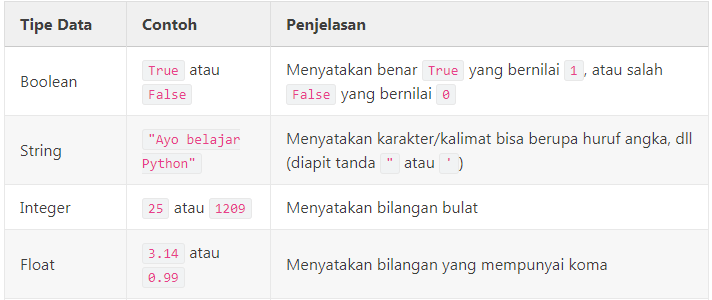 Tipe Data Contoh Penjelasan
Boolean
True atau
False
Menyatakan benar True yang bernilai 1 , atau salah
False yang bernilai 0
String
"Ayo belajar
Python"
Menyatakan karakter/kalimat bisa berupa huruf angka, dll
(diapit tanda " atau ' )
Integer
25 atau 1209
Menyatakan bilangan bulat
Float
3.14 atau
0.99
Menyatakan bilangan yang mempunyai koma